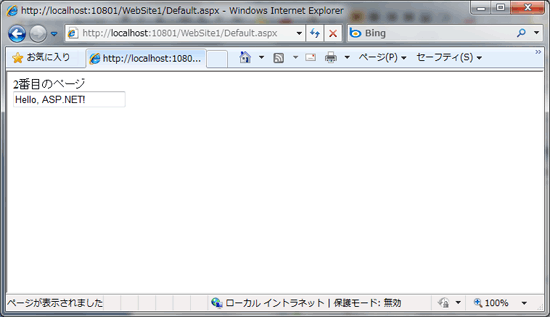 http://localhost:10801/WebSite1/Default.aspx - Windows Internet Explorer
http://localhost:10801/WebSite1/Default.aspx
Bing
お気に入り
http://localhost:1080...
ページ(P)
セーフティ(S)
»
2番目のページ
Hello, ASP.NET!
ページが表示されました
ローカル イントラネット | 保護モード: 無効
100%